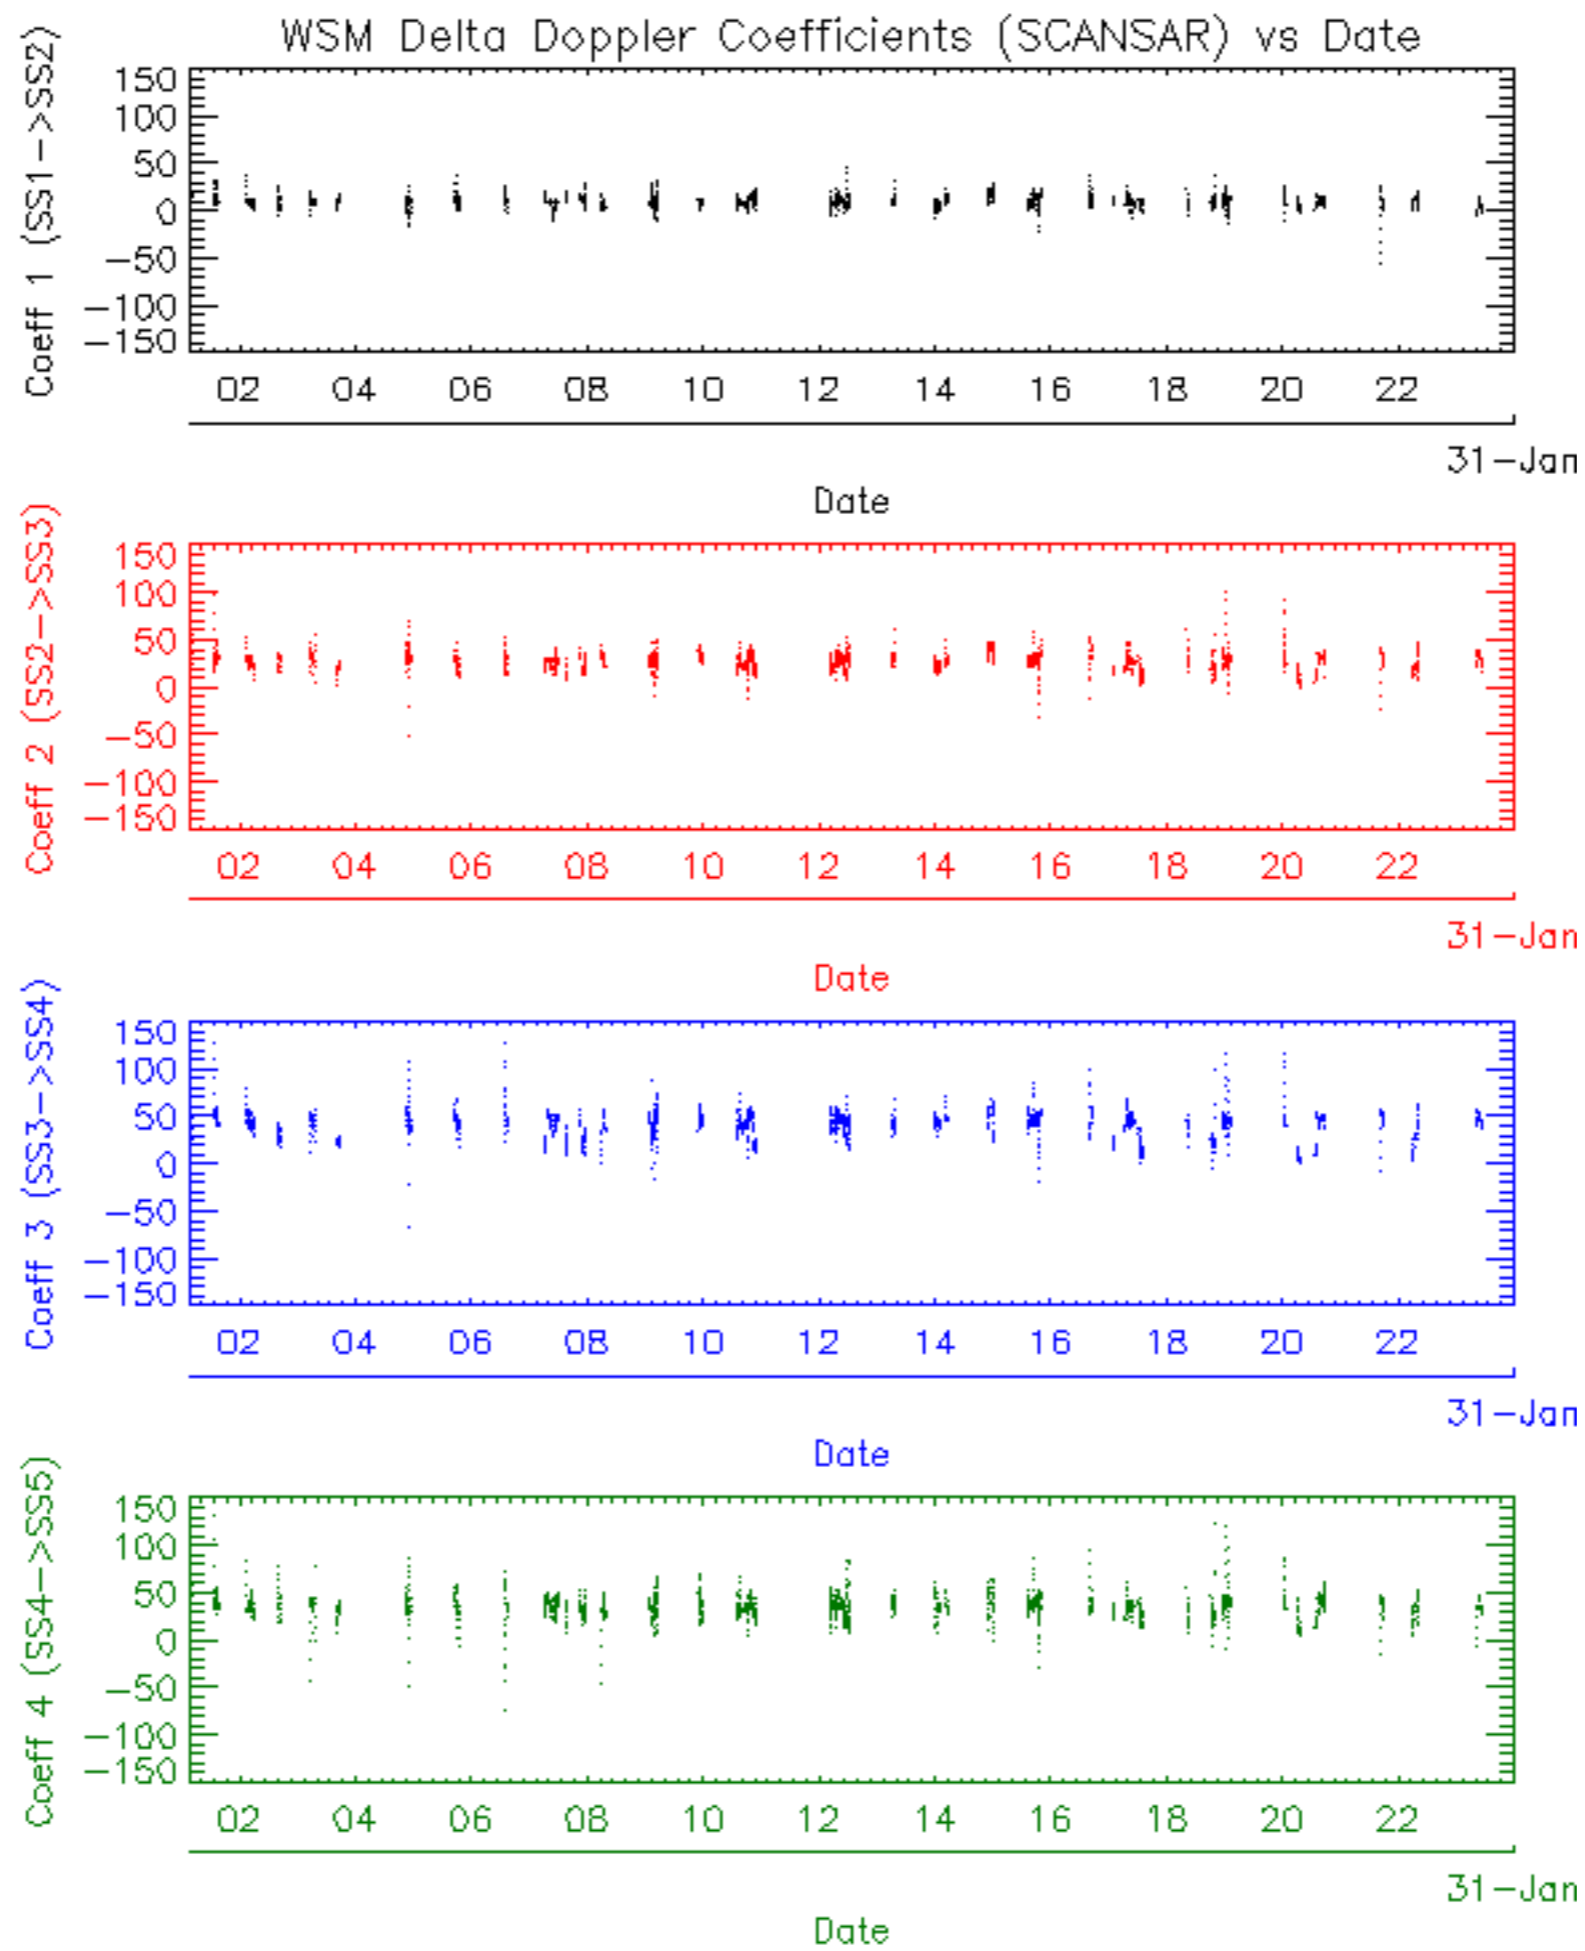 WSM Delta Doppler Coefficients (SCANSAR) vs Date
Coeff 1 (SS1->SS2)
150
100
50
0
-50
-100
-150
02 04 06 08 10 12 14 16 18 20 22
31-Jan
Date
Coeff 2 (SS2->SS3)
150
100
50
0
-50
-100
-150
02 04 06 08 10 12 14 16 18 20 22
31-Jan
Date
Coeff 3 (SS3->SS4)
150
100
50
0
-50
-100
-150
02 04 06 08 10 12 14 16 18 20 22
31-Jan
Date
Coeff 4 (SS4->SS5)
150
100
50
0
-50
-100
-150
02 04 06 08 10 12 14 16 18 20 22
31-Jan
Date